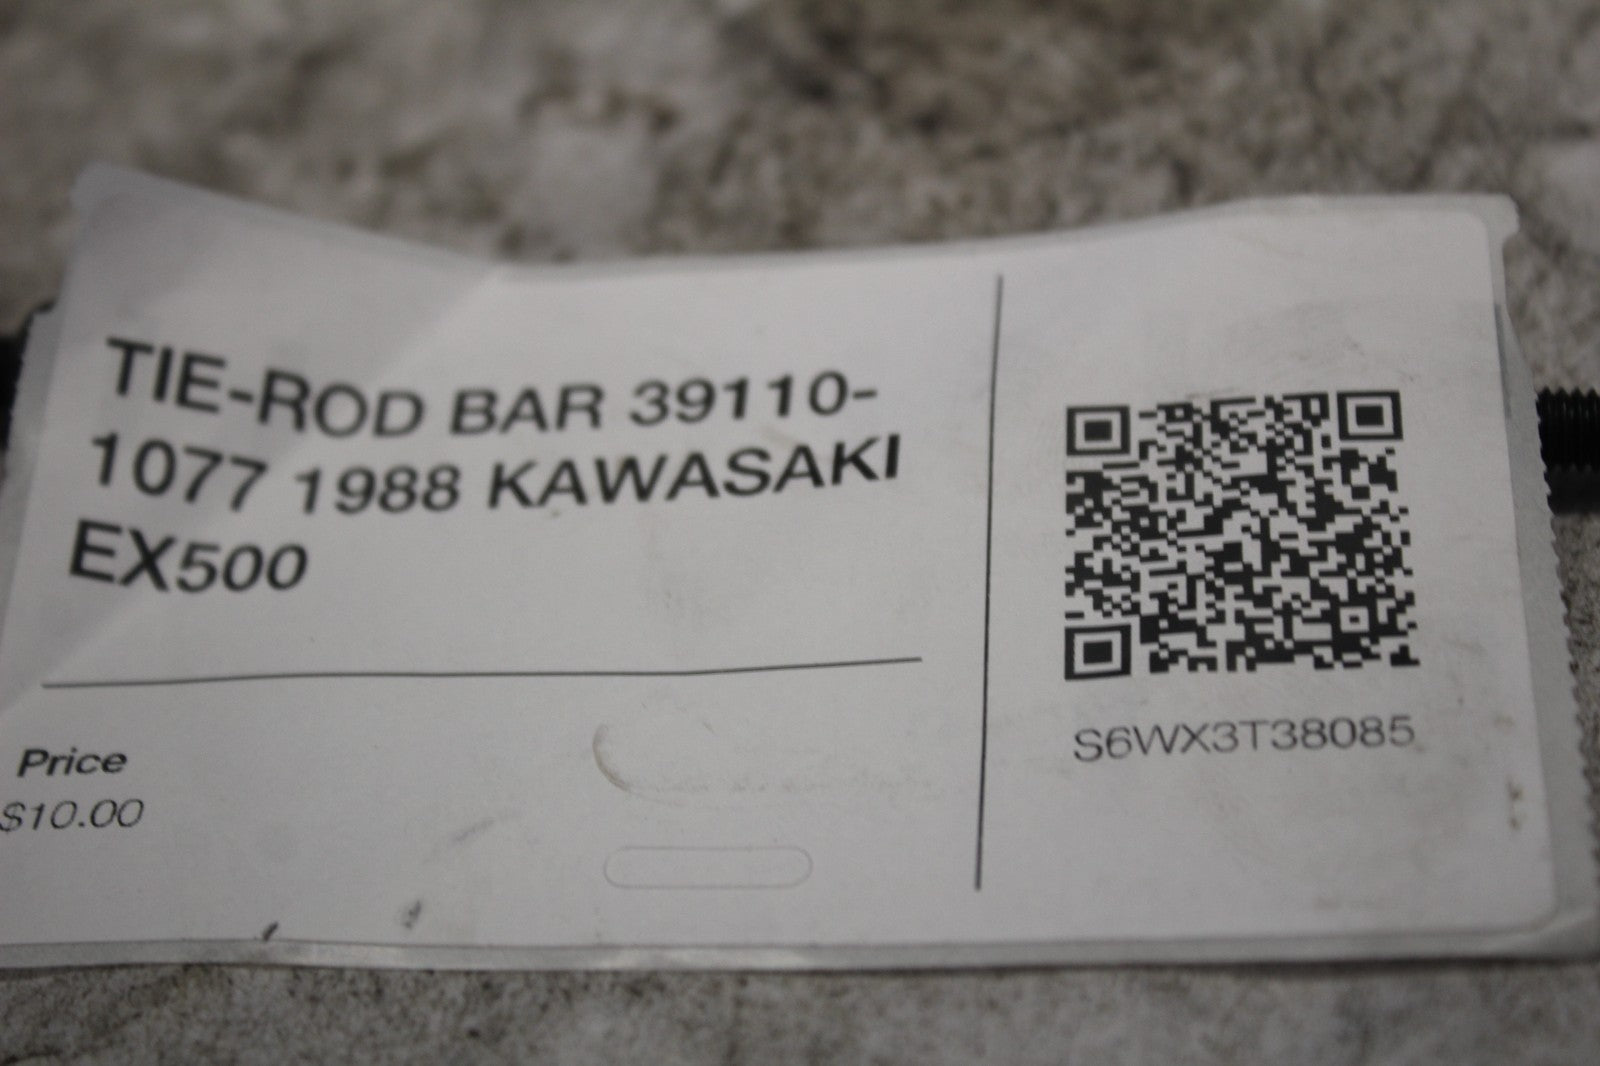 TIE-ROD BAR 39110-
1077 1988 KAWASAKI
EX500
Price
$10.00
S6WX3T38085